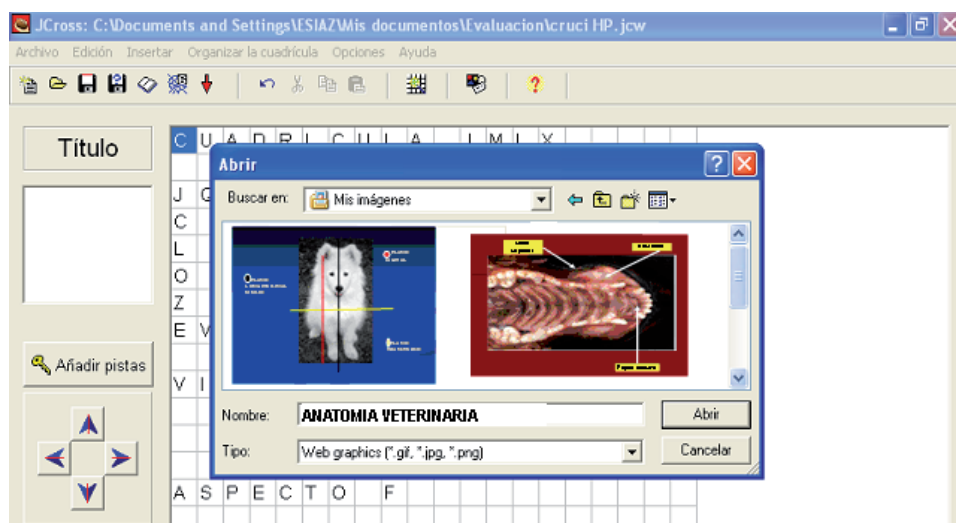 JCross: C:\Documents and Settings\ESIAZ\Mis documentos\Evaluacion\cruci HP.jcw
Archivo Edición Insertar Organizar la cuadrícula Opciones Ayuda
Título
C U A D R I C U L A I M L X
Abrir
Buscar en: Mis imágenes
J Q
C
L
O
Z
E V
Añadir pistas
V I
Nombre: ANATOMIA VETERINARIA Abrir
Tipo: Web graphics (*.gif, *.jpg, *.png) Cancelar
A S P E C T O F